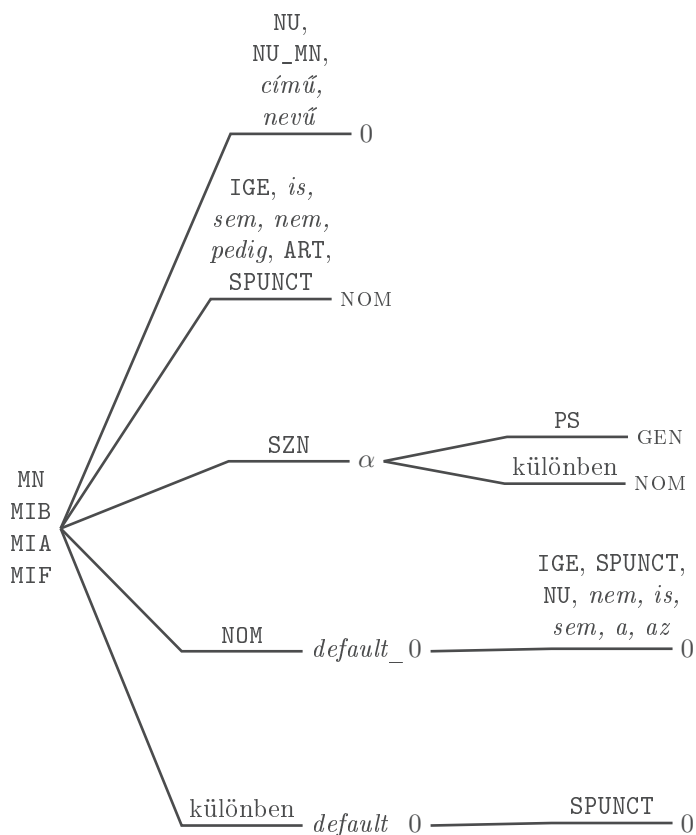 NU,
NU_MN,
című,
nevű
0
IGE, is,
sem, nem,
pedig, ART,
SPUNCT
NOM
SZN
α
PS
GEN
különben
NOM
MN
MIB
MIA
MIF
NOM
default_0
IGE, SPUNCT,
NU, nem, is,
sem, a, az
0
különben
default_0
SPUNCT
0